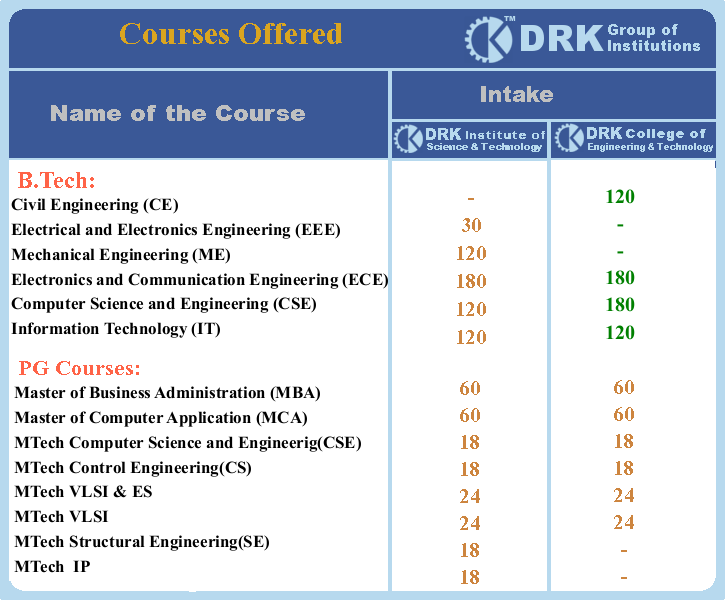 Courses Offered
DRK Group of Institutions
TM
Name of the Course
Intake
DRK Institute of Science & Technology
DRK College of Engineering & Technology
B.Tech:
Civil Engineering (CE) - 120
Electrical and Electronics Engineering (EEE) 30 -
Mechanical Engineering (ME) 120 -
Electronics and Communication Engineering (ECE) 180 180
Computer Science and Engineering (CSE) 120 180
Information Technology (IT) 120 120
PG Courses:
Master of Business Administration (MBA) 60 60
Master of Computer Application (MCA) 60 60
MTech Computer Science and Engineerig(CSE) 18 18
MTech Control Engineering(CS) 18 18
MTech VLSI & ES 24 24
MTech VLSI 24 24
MTech Structural Engineering(SE) 18 -
MTech IP 18 -